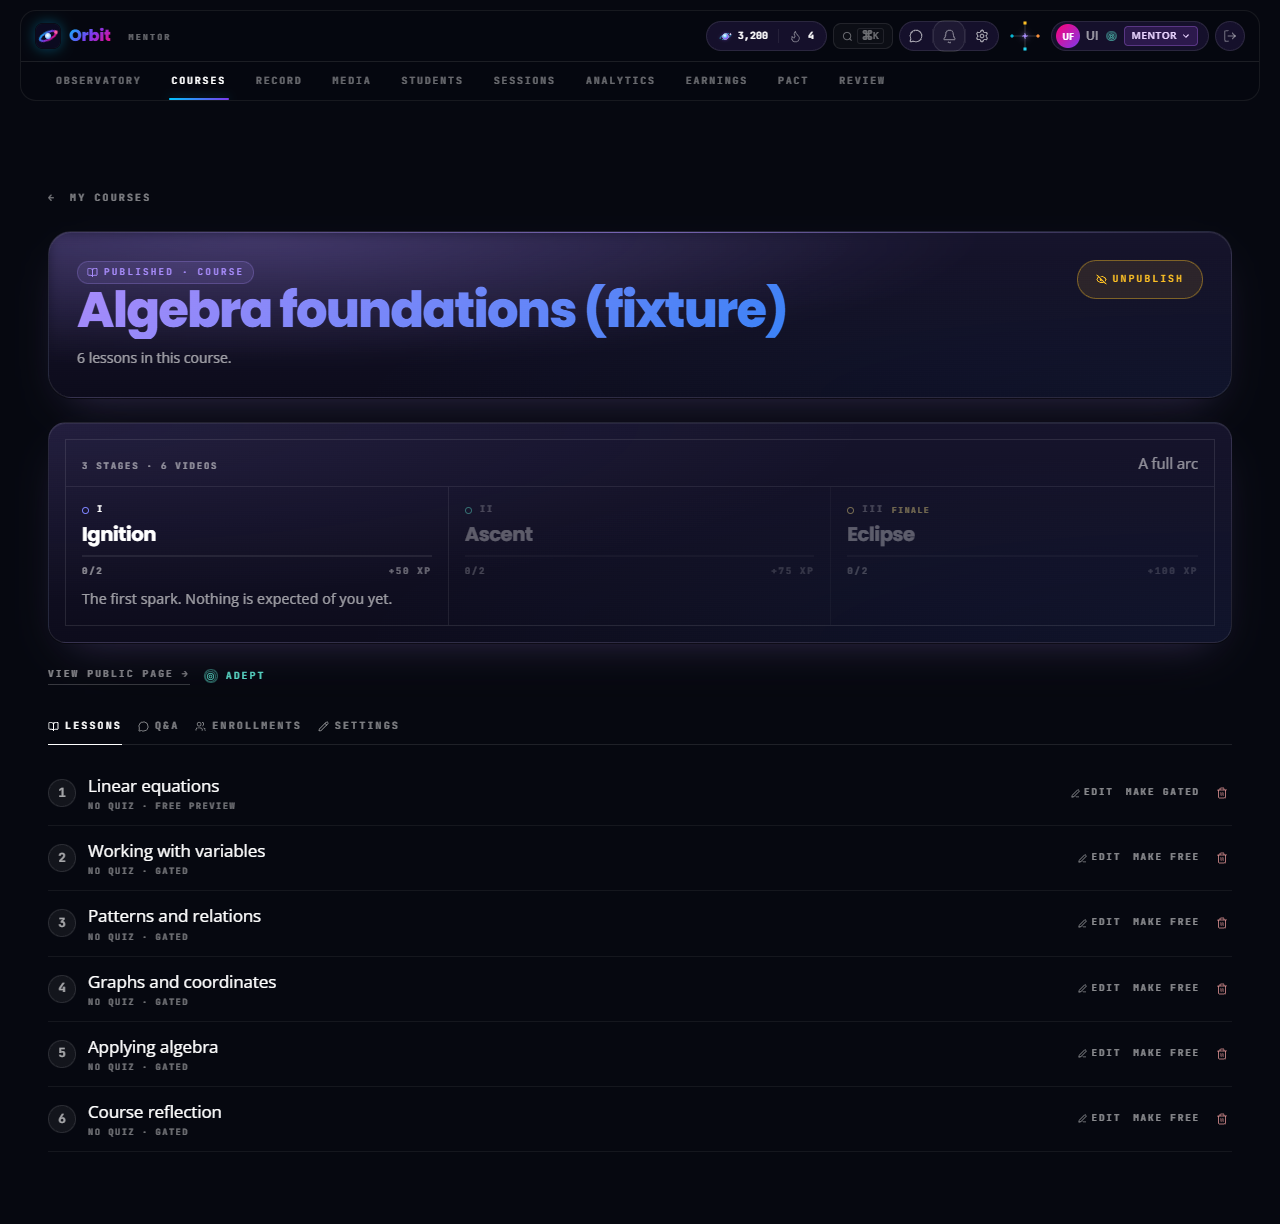 Orbit MENTOR 3,200 4 ⌘K UF UI MENTOR
OBSERVATORY COURSES RECORD MEDIA STUDENTS SESSIONS ANALYTICS EARNINGS PACT REVIEW
← MY COURSES
PUBLISHED · COURSE
UNPUBLISH
Algebra foundations (fixture)
6 lessons in this course.
3 STAGES · 6 VIDEOS A full arc
I
Ignition
0/2 +50 XP
The first spark. Nothing is expected of you yet.
II
Ascent
0/2 +75 XP
III FINALE
Eclipse
0/2 +100 XP
VIEW PUBLIC PAGE → ADEPT
LESSONS Q&A ENROLLMENTS SETTINGS
1 Linear equations
NO QUIZ · FREE PREVIEW
EDIT MAKE GATED
2 Working with variables
NO QUIZ · GATED
EDIT MAKE FREE
3 Patterns and relations
NO QUIZ · GATED
EDIT MAKE FREE
4 Graphs and coordinates
NO QUIZ · GATED
EDIT MAKE FREE
5 Applying algebra
NO QUIZ · GATED
EDIT MAKE FREE
6 Course reflection
NO QUIZ · GATED
EDIT MAKE FREE